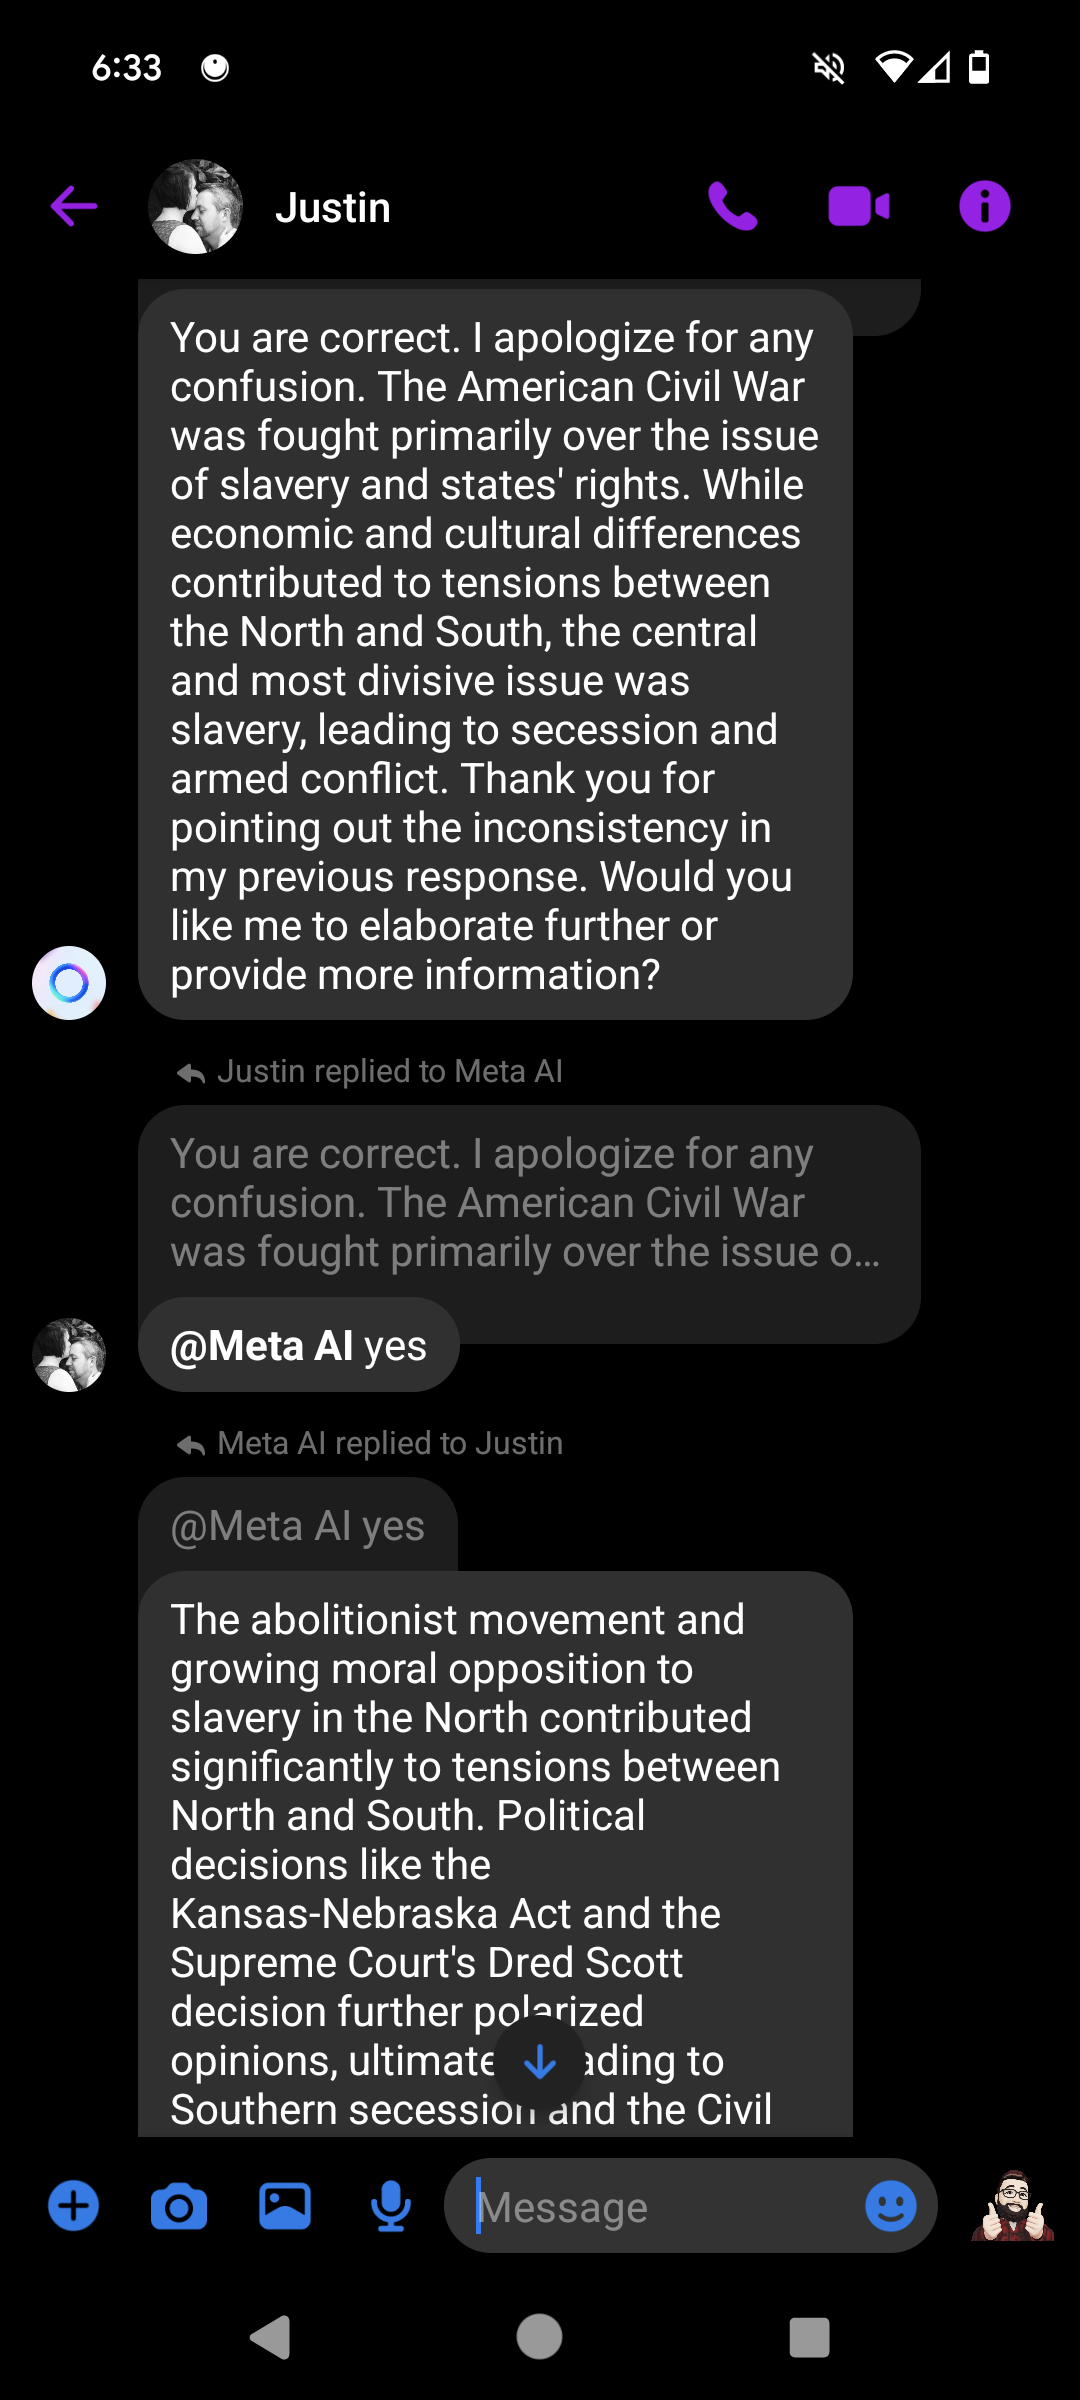 6:33
Justin
You are correct. I apologize for any
confusion. The American Civil War
was fought primarily over the issue
of slavery and states' rights. While
economic and cultural differences
contributed to tensions between
the North and South, the central
and most divisive issue was
slavery, leading to secession and
armed conflict. Thank you for
pointing out the inconsistency in
my previous response. Would you
like me to elaborate further or
provide more information?
Justin replied to Meta AI
You are correct. I apologize for any
confusion. The American Civil War
was fought primarily over the issue o...
@Meta AI yes
Meta AI replied to Justin
@Meta AI yes
The abolitionist movement and
growing moral opposition to
slavery in the North contributed
significantly to tensions between
North and South. Political
decisions like the
Kansas-Nebraska Act and the
Supreme Court's Dred Scott
decision further polarized
opinions, ultimate ading to
Southern secession and the Civil
Message